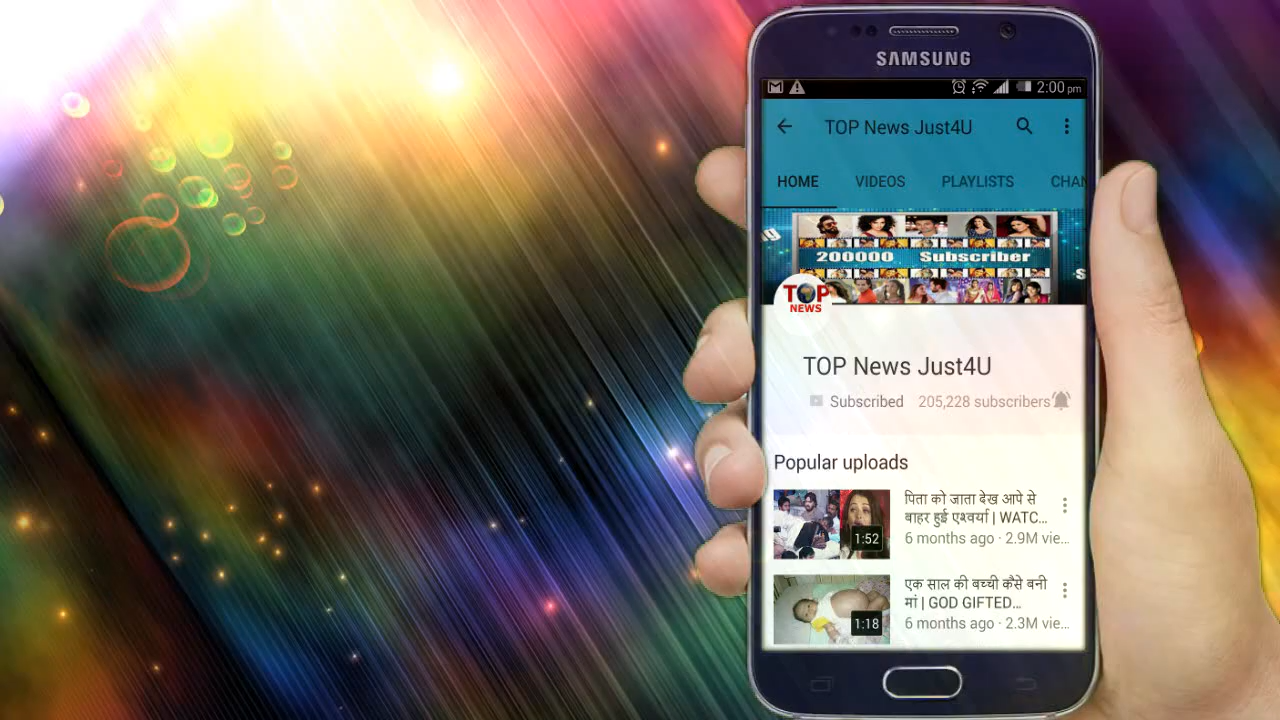 SAMSUNG
2:00 pm
TOP News Just4U
HOME VIDEOS PLAYLISTS CHAN
200000 Subscriber
TOP
NEWS
TOP News Just4U
Subscribed 205,228 subscribers
Popular uploads
पिता को जाता देख आपे से
बाहर हुई एश्वर्या | WATC...
6 months ago · 2.9M vie...
1:52
एक साल की बच्ची कैसे बनी
मां | GOD GIFTED...
6 months ago · 2.3M vie...
1:18